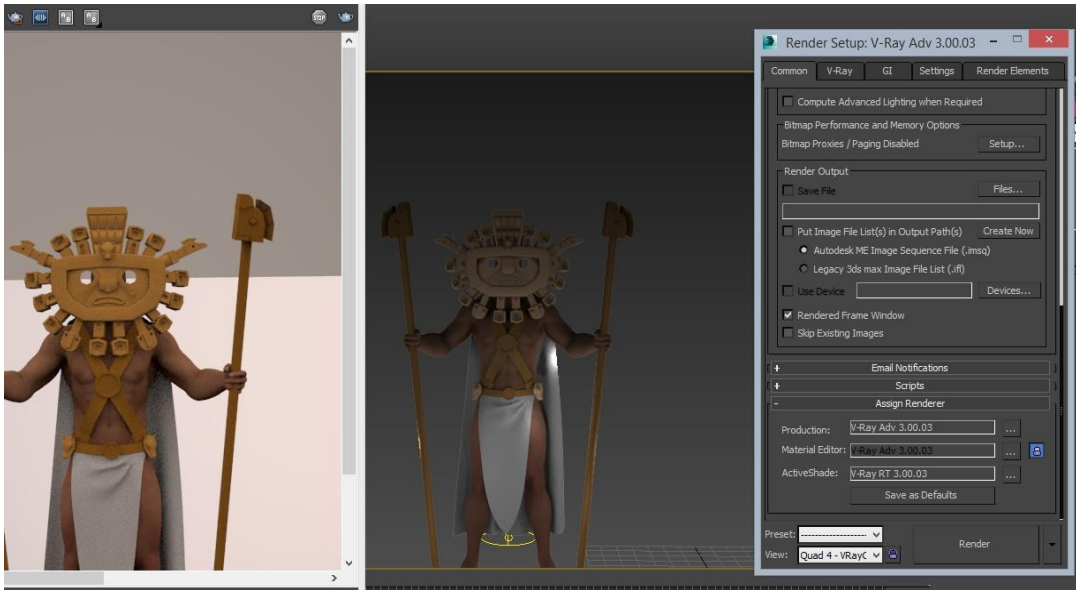 STOP
Render Setup: V-Ray Adv 3.00.03
Common V-Ray GI Settings Render Elements
Compute Advanced Lighting when Required
Bitmap Performance and Memory Options
Bitmap Proxies / Paging Disabled Setup...
Render Output
Save File Files...
Put Image File List(s) in Output Path(s) Create Now
Autodesk ME Image Sequence File (.imsq)
Legacy 3ds max Image File List (.ifl)
Use Device Devices...
Rendered Frame Window
Skip Existing Images
+ Email Notifications
+ Scripts
- Assign Renderer
Production: V-Ray Adv 3.00.03 ...
Material Editor: V-Ray Adv 3.00.03 ...
ActiveShade: V-Ray RT 3.00.03 ...
Save as Defaults
Preset: -------------------
View: Quad 4 - VRayC
Render